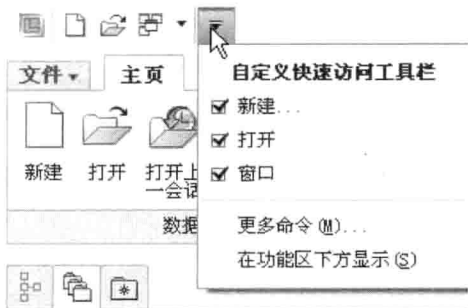 文件
主页
自定义快速访问工具栏
新建...
打开
窗口
更多命令(M)...
在功能区下方显示(S)
新建
打开
打开上
一会话
数据